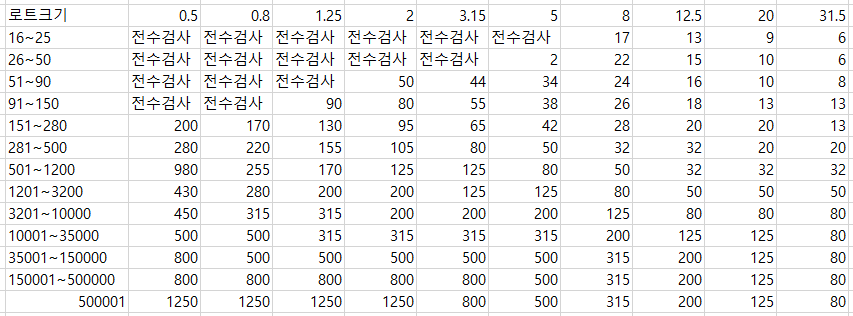 로트크기 0.5 0.8 1.25 2 3.15 5 8 12.5 20 31.5
16~25 전수검사 전수검사 전수검사 전수검사 전수검사 전수검사 17 13 9 6
26~50 전수검사 전수검사 전수검사 전수검사 전수검사 2 22 15 10 6
51~90 전수검사 전수검사 전수검사 50 44 34 24 16 10 8
91~150 전수검사 전수검사 90 80 55 38 26 18 13 13
151~280 200 170 130 95 65 42 28 20 20 13
281~500 280 220 155 105 80 50 32 32 20 20
501~1200 980 255 170 125 125 80 50 32 32 32
1201~3200 430 280 200 200 125 125 80 50 50 50
3201~10000 450 315 315 200 200 200 125 80 80 80
10001~35000 500 500 315 315 315 315 200 125 125 80
35001~150000 800 500 500 500 500 500 315 200 125 80
150001~500000 800 800 800 800 800 500 315 200 125 80
500001 1250 1250 1250 1250 800 500 315 200 125 80